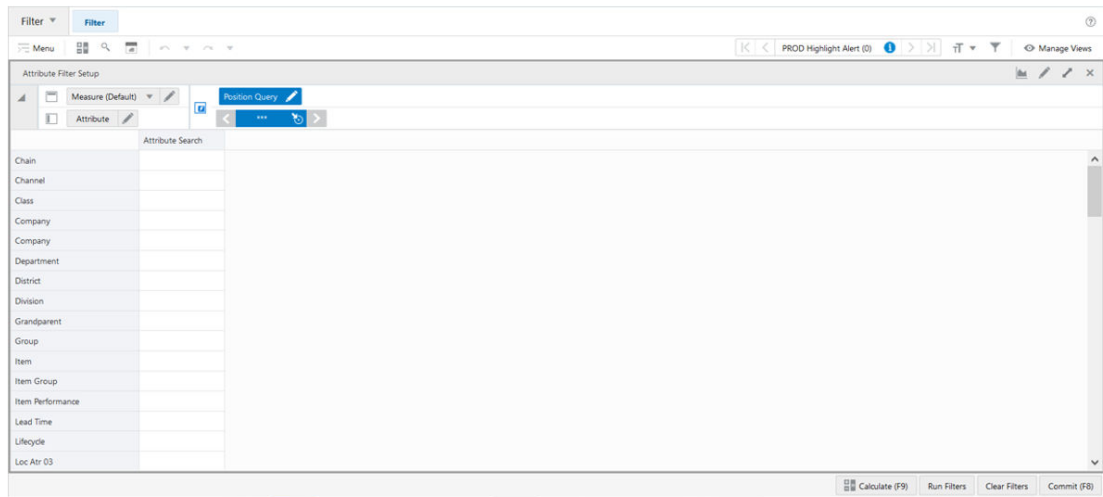 Filter Filter
Menu PROD Highlight Alert (0) Manage Views
Attribute Filter Setup
Measure (Default) Position Query
Attribute ***
Attribute Search
Chain
Channel
Class
Company
Company
Department
District
Division
Grandparent
Group
Item
Item Group
Item Performance
Lead Time
Lifecycle
Loc Atr 03
Calculate (F9) Run Filters Clear Filters Commit (F8)